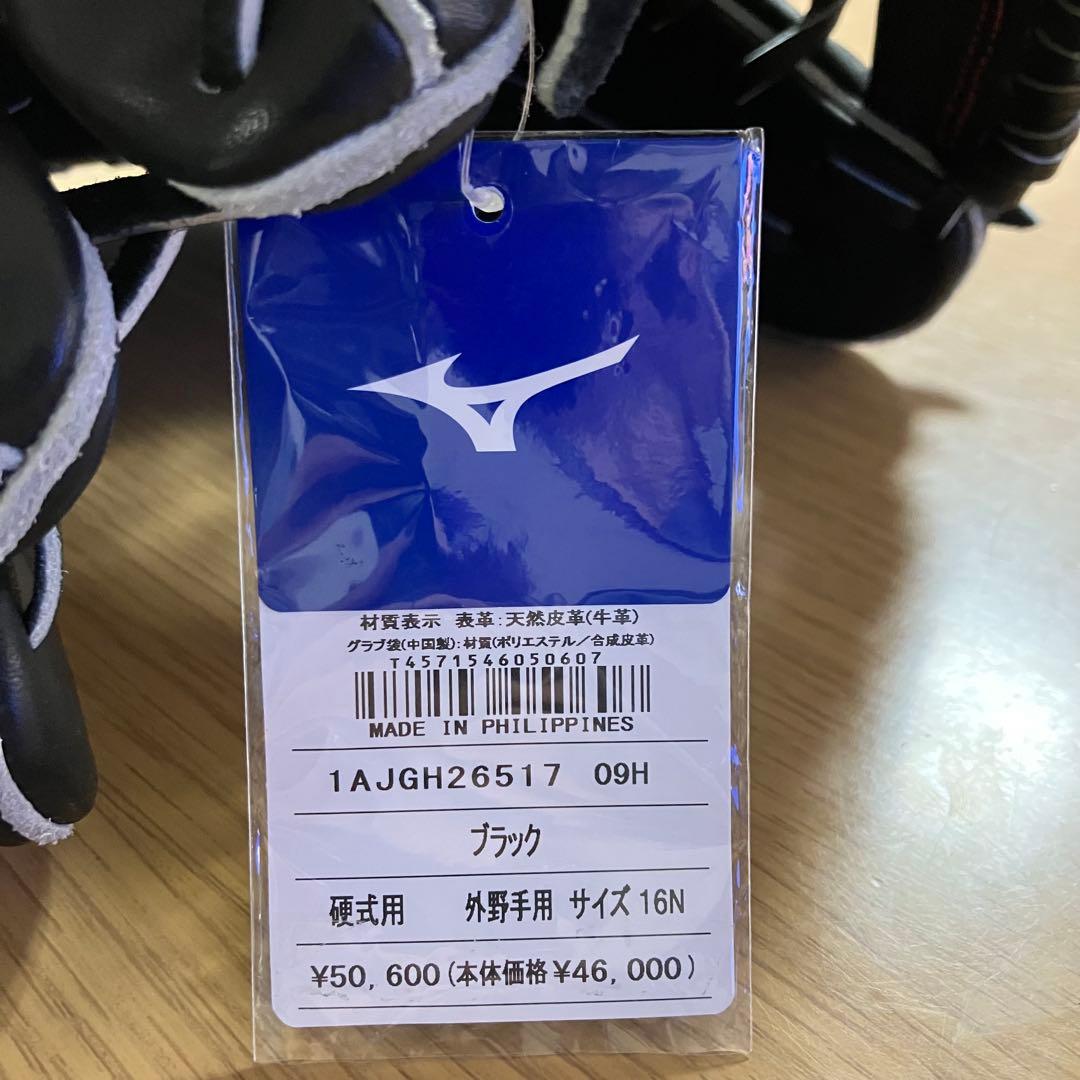 材質表示 表革:天然皮革(牛革)
グラブ袋(中国製):材質(ポリエステル/合成皮革)
T4571546050607
MADE IN PHILIPPINES
1AJGH26517 09H
ブラック
硬式用 外野手用 サイズ16N
¥50,600(本体価格¥46,000)